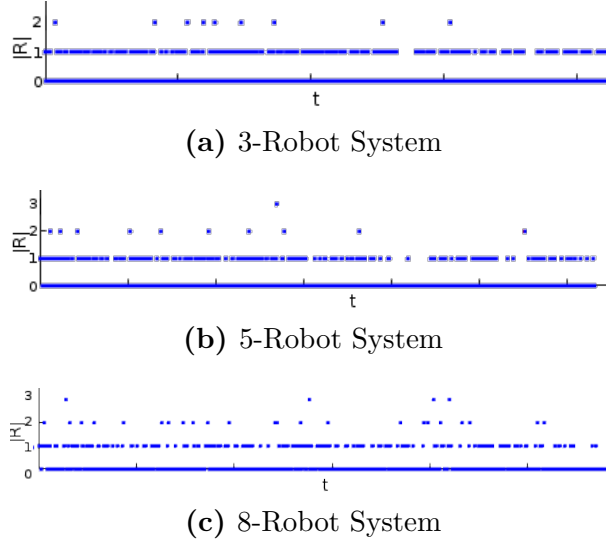 2
1
0
|R|
t
(a) 3-Robot System
3
2
1
0
|R|
t
(b) 5-Robot System
3
2
1
0
|R|
t
(c) 8-Robot System